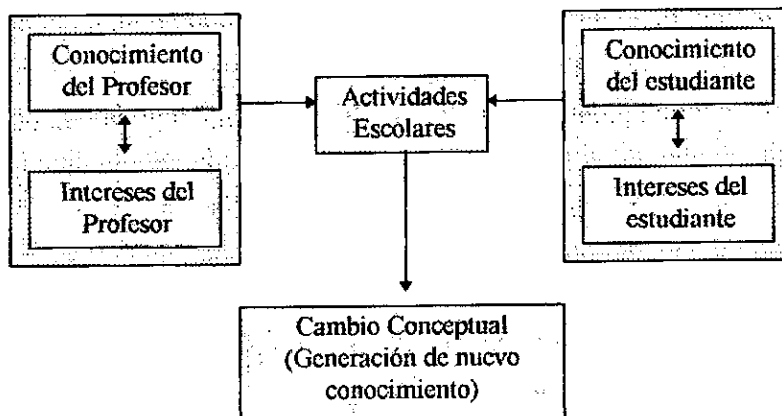 Conocimiento
del Profesor
Intereses del
Profesor
Actividades
Escolares
Conocimiento
del estudiante
Intereses del
estudiante
Cambio Conceptual
(Generación de nuevo
conocimiento)